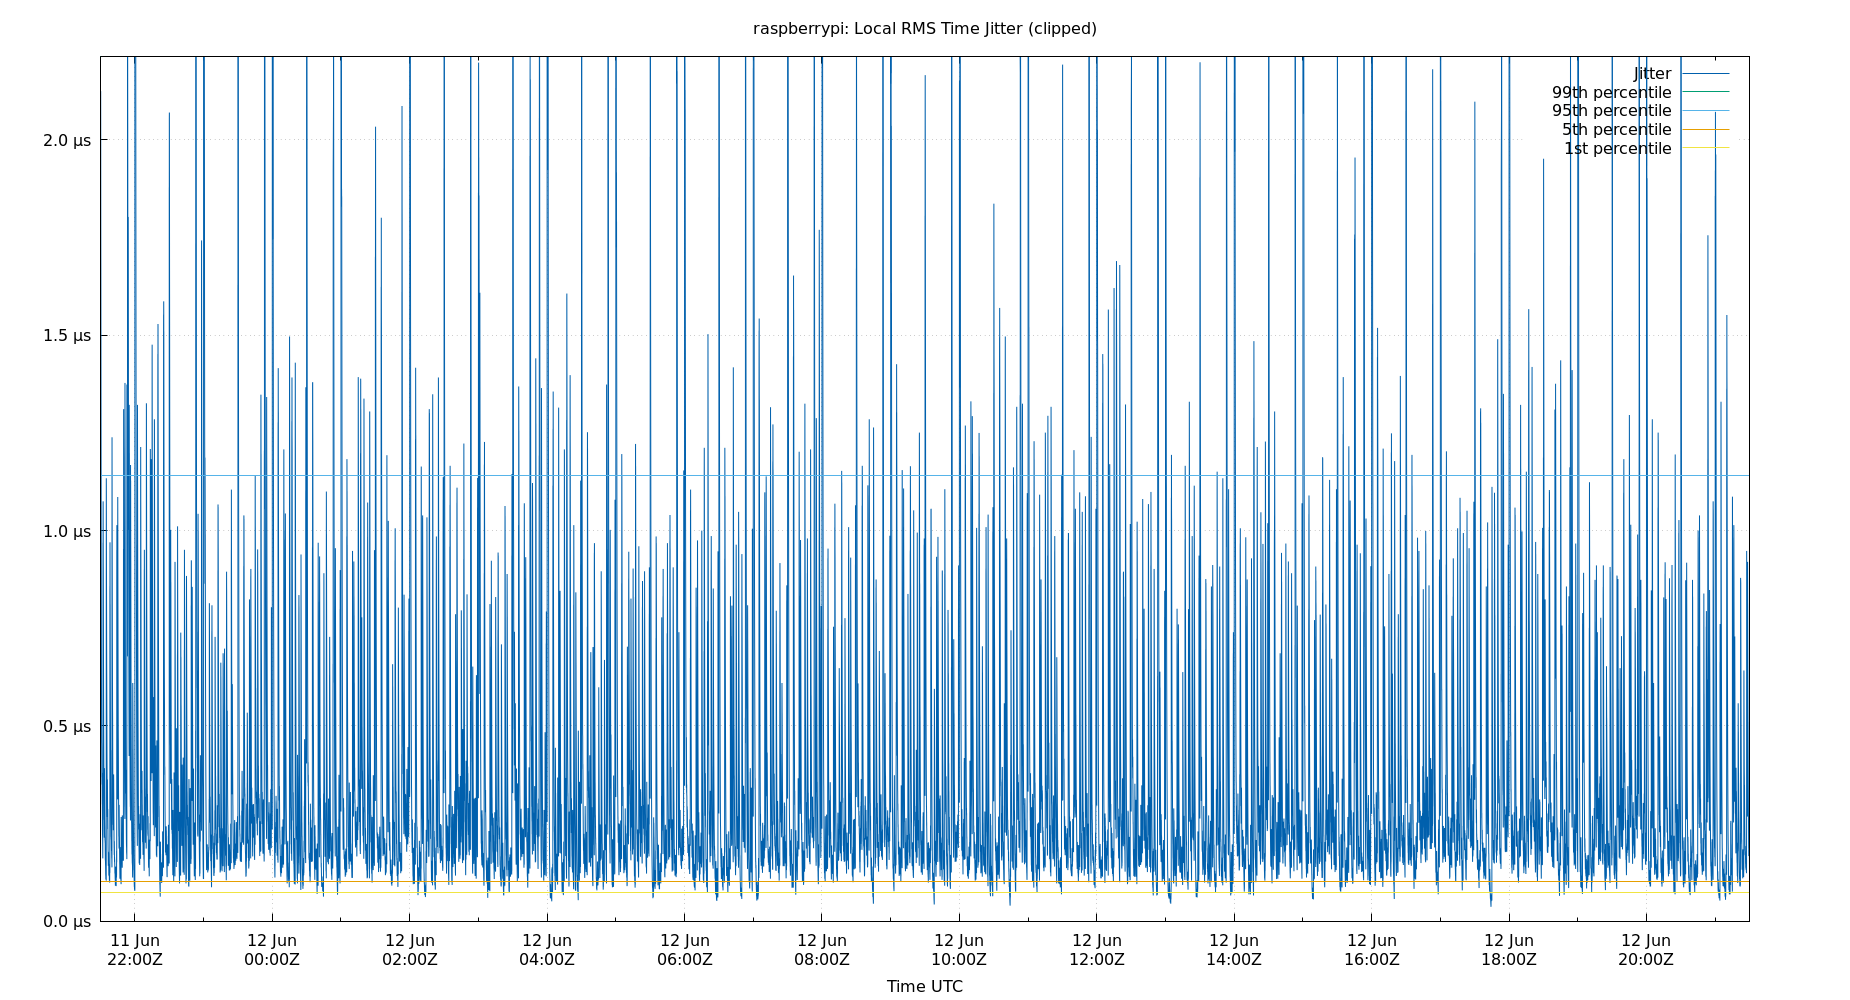 raspberrypi: Local RMS Time Jitter (clipped)
Jitter
99th percentile
95th percentile
5th percentile
1st percentile
2.0 µs
1.5 µs
1.0 µs
0.5 µs
0.0 µs
11 Jun 12 Jun 12 Jun 12 Jun 12 Jun 12 Jun 12 Jun 12 Jun 12 Jun 12 Jun 12 Jun 12 Jun
22:00Z 00:00Z 02:00Z 04:00Z 06:00Z 08:00Z 10:00Z 12:00Z 14:00Z 16:00Z 18:00Z 20:00Z
Time UTC